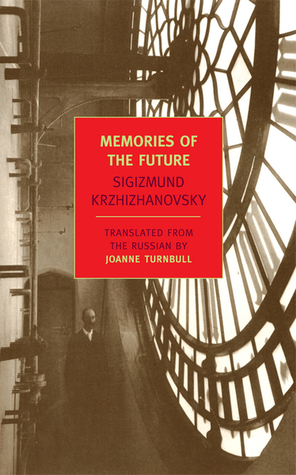 MEMORIES OF
THE FUTURE
SIGIZMUND
KRZHIZHANOVSKY
TRANSLATED FROM
THE RUSSIAN BY
JOANNE TURNBULL